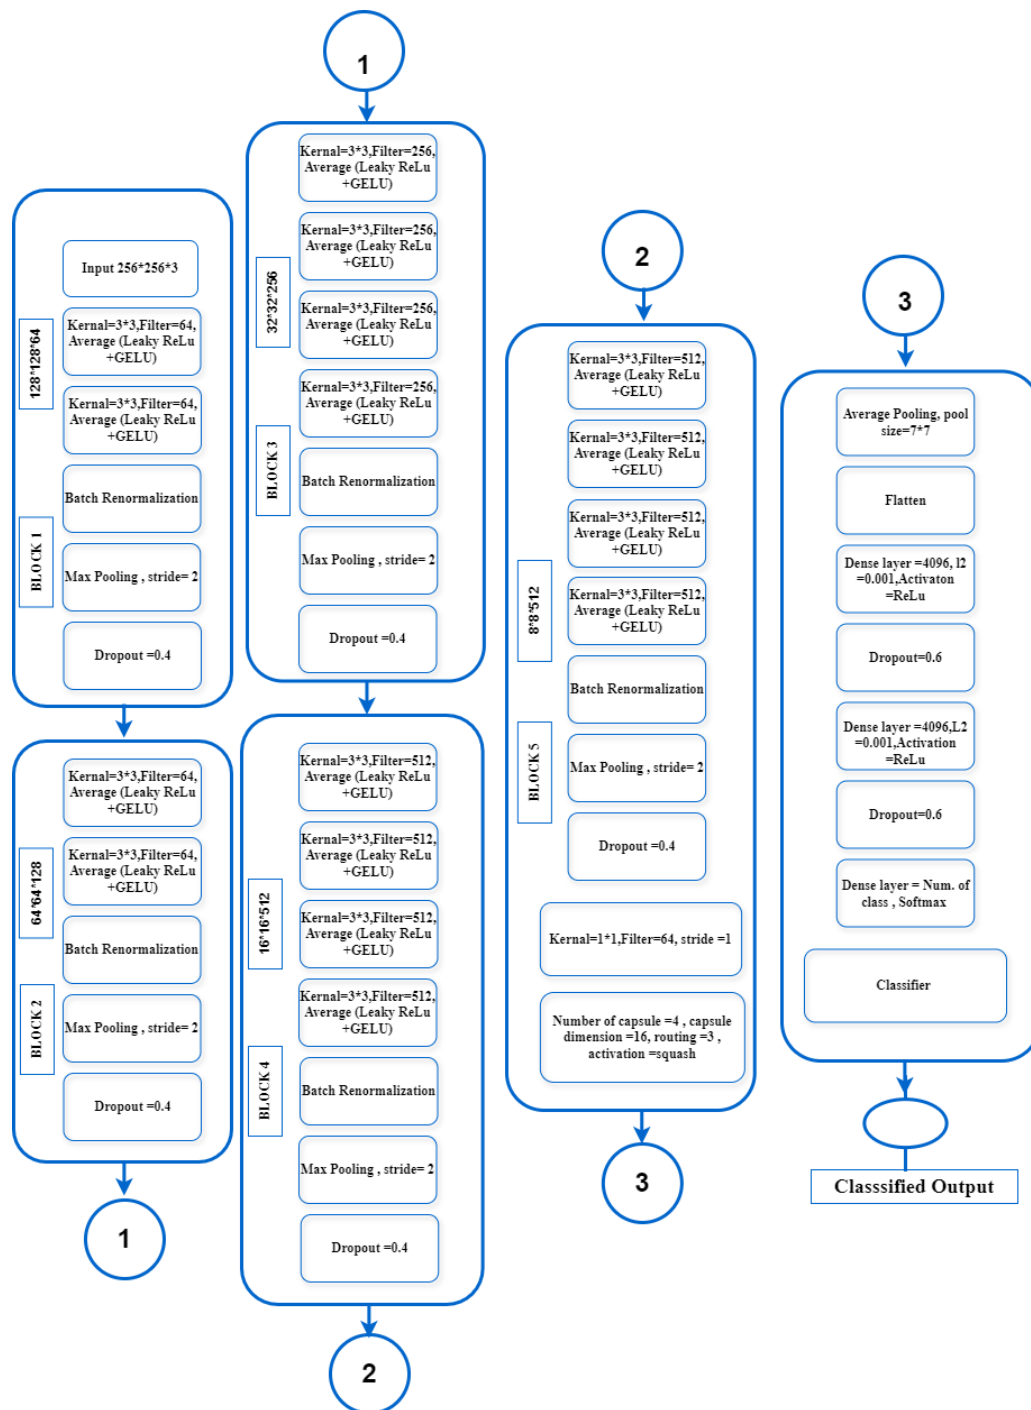 128*128*64
BLOCK 1
Input 256*256*3
Kernal=3*3,Filter=64,
Average (Leaky ReLu
+GELU)
Kernal=3*3,Filter=64,
Average (Leaky ReLu
+GELU)
Batch Renormalization
Max Pooling , stride= 2
Dropout =0.4
64*64*128
BLOCK 2
Kernal=3*3,Filter=64,
Average (Leaky ReLu
+GELU)
Kernal=3*3,Filter=64,
Average (Leaky ReLu
+GELU)
Batch Renormalization
Max Pooling , stride= 2
Dropout =0.4
1
1
32*32*256
BLOCK 3
Kernal=3*3,Filter=256,
Average (Leaky ReLu
+GELU)
Kernal=3*3,Filter=256,
Average (Leaky ReLu
+GELU)
Kernal=3*3,Filter=256,
Average (Leaky ReLu
+GELU)
Kernal=3*3,Filter=256,
Average (Leaky ReLu
+GELU)
Batch Renormalization
Max Pooling , stride= 2
Dropout =0.4
16*16*512
BLOCK 4
Kernal=3*3,Filter=512,
Average (Leaky ReLu
+GELU)
Kernal=3*3,Filter=512,
Average (Leaky ReLu
+GELU)
Kernal=3*3,Filter=512,
Average (Leaky ReLu
+GELU)
Kernal=3*3,Filter=512,
Average (Leaky ReLu
+GELU)
Batch Renormalization
Max Pooling , stride= 2
Dropout =0.4
2
2
8*8*512
BLOCK 5
Kernal=3*3,Filter=512,
Average (Leaky ReLu
+GELU)
Kernal=3*3,Filter=512,
Average (Leaky ReLu
+GELU)
Kernal=3*3,Filter=512,
Average (Leaky ReLu
+GELU)
Kernal=3*3,Filter=512,
Average (Leaky ReLu
+GELU)
Batch Renormalization
Max Pooling , stride= 2
Dropout =0.4
Kernal=1*1,Filter=64, stride =1
Number of capsule =4 , capsule
dimension =16, routing =3 ,
activation =squash
3
3
Average Pooling, pool
size=7*7
Flatten
Dense layer =4096, l2
=0.001,Activaton
=ReLu
Dropout=0.6
Dense layer =4096,L2
=0.001,Activation
=ReLu
Dropout=0.6
Dense layer = Num. of
class , Softmax
Classifier
Classsified Output